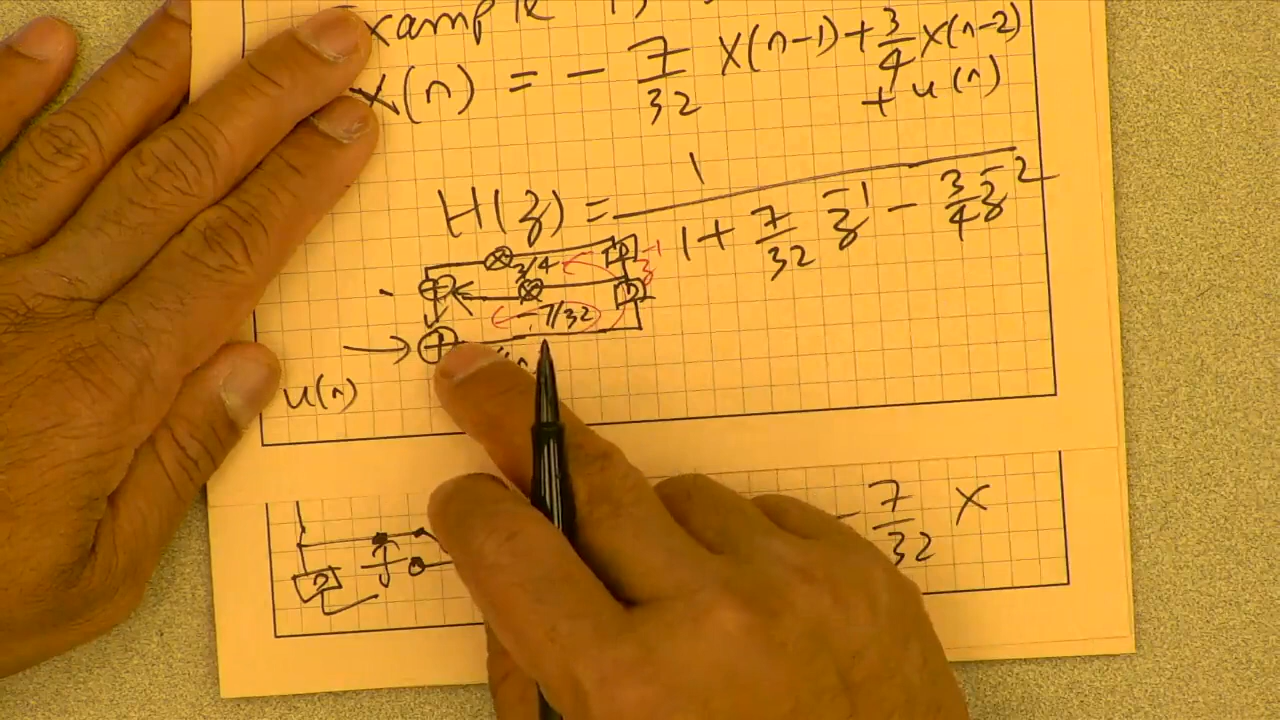 Example
x(n) = - 7/32 x(n-1) + 3/4 x(n-2)
+ u(n)
H(z) = 1 / 1 + 7/32 z^-1 - 3/4 z^-2
3/4
D
z^-1
D
-7/32
u(n)
- 7/32 x
D